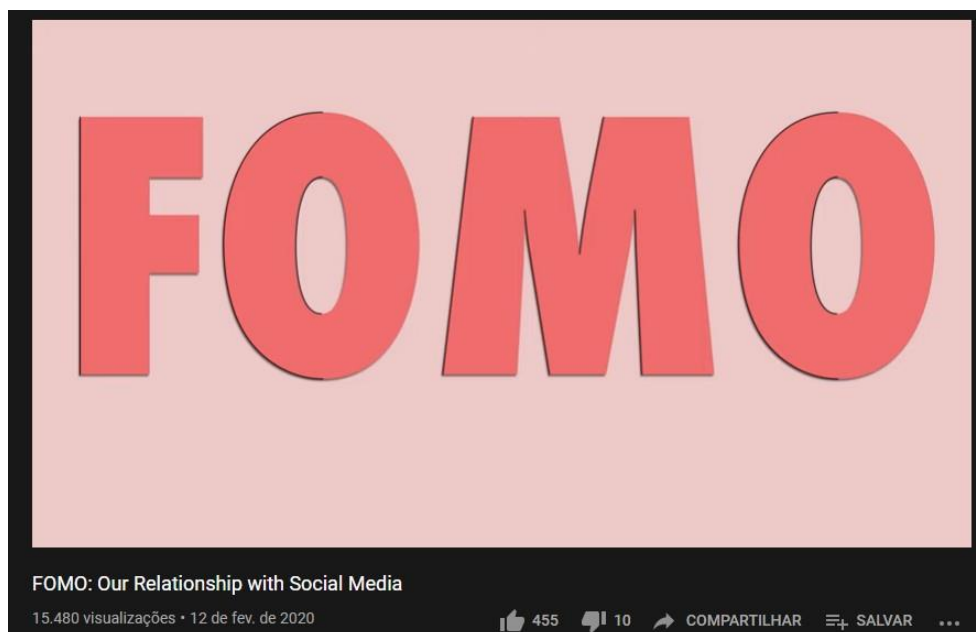 FOMO
FOMO: Our Relationship with Social Media
15.480 visualizações • 12 de fev. de 2020 455 10 COMPARTILHAR SALVAR